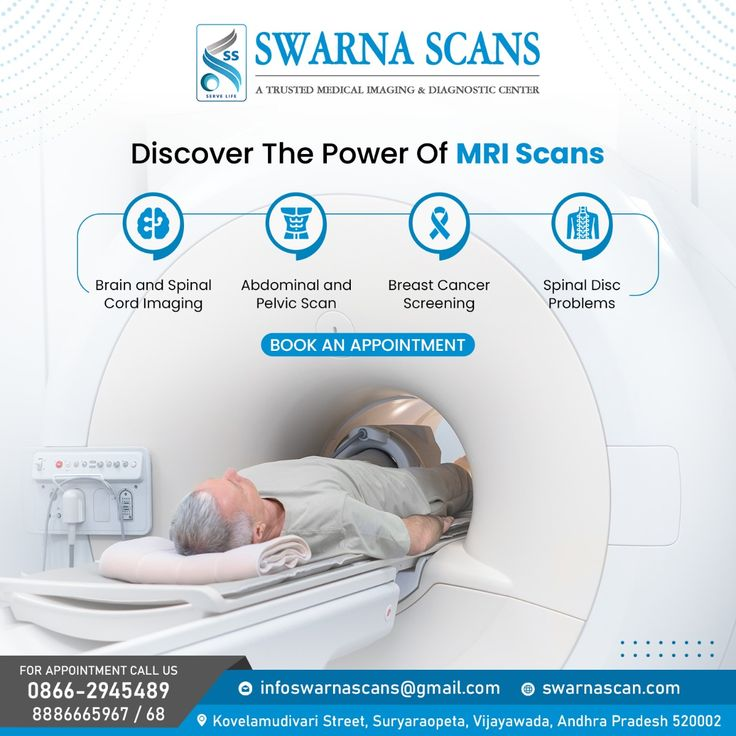 SS
SERVE LIFE
SWARNA SCANS
A TRUSTED MEDICAL IMAGING & DIAGNOSTIC CENTER
Discover The Power Of MRI Scans
Brain and Spinal
Cord Imaging
Abdominal and
Pelvic Scan
Breast Cancer
Screening
Spinal Disc
Problems
BOOK AN APPOINTMENT
FOR APPOINTMENT CALL US
0866-2945489
8886665967 / 68
infoswarnascans@gmail.com
swarnascan.com
Kovelamudivari Street, Suryaraopeta, Vijayawada, Andhra Pradesh 520002